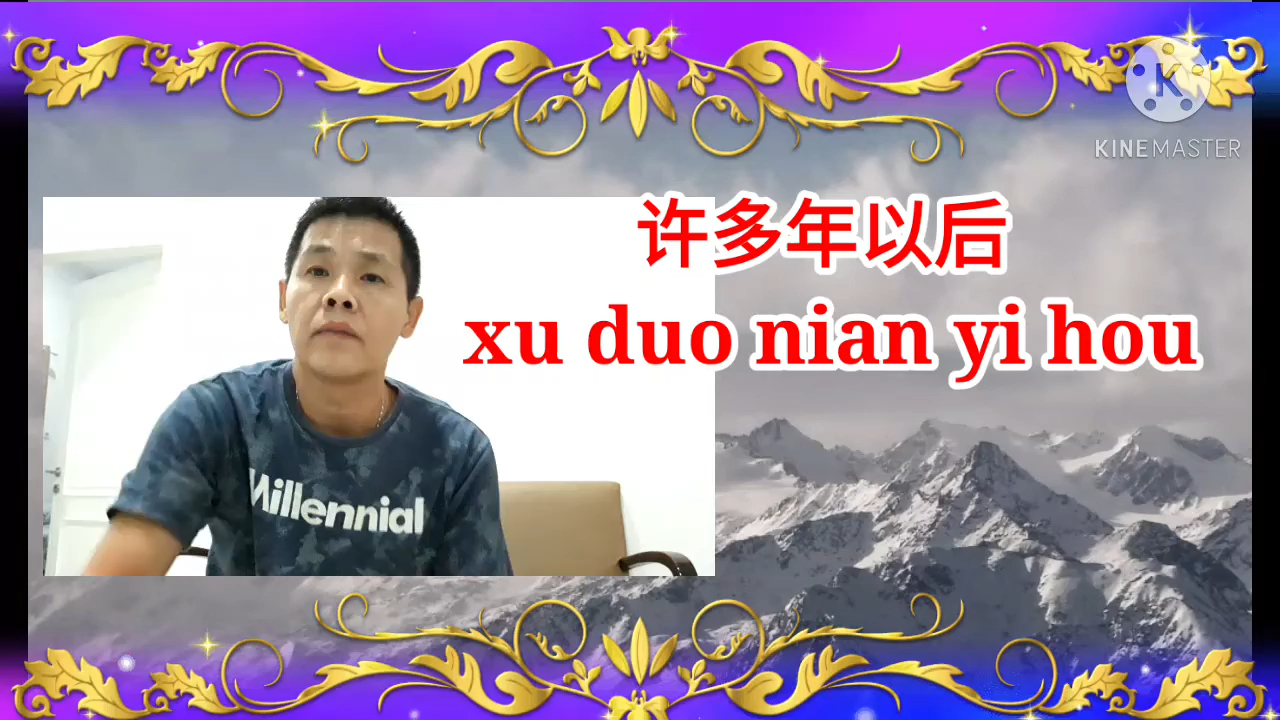 K
KINEMASTER
许多年以后
xu duo nian yi hou
Millennial